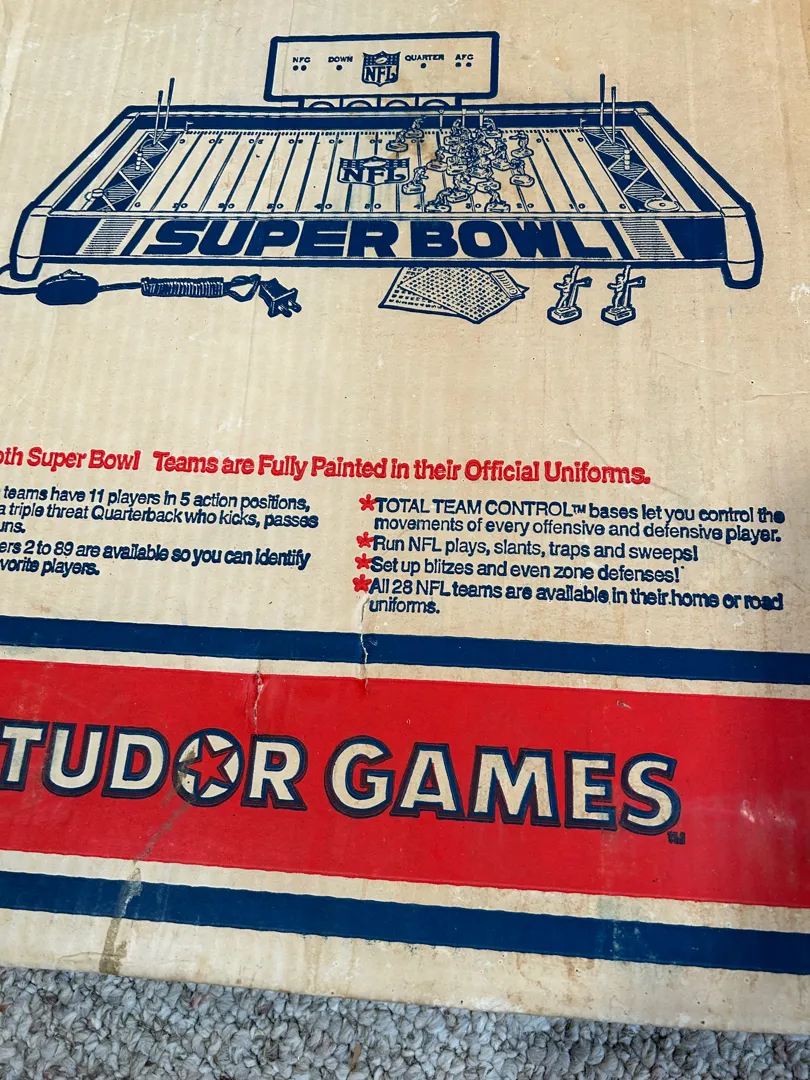 NFC DOWN NFL QUARTER AFC
NFL
SUPER BOWL
oth Super Bowl Teams are Fully Painted in their Official Uniforms.
teams have 11 players in 5 action positions,
a triple threat Quarterback who kicks, passes
uns.
ers 2 to 89 are available so you can identify
vorite players.
*TOTAL TEAM CONTROL™ bases let you control the
movements of every offensive and defensive player.
*Run NFL plays, slants, traps and sweeps!
*Set up blitzes and even zone defenses!
*All 28 NFL teams are available in their home or road
uniforms.
TUDOR GAMES